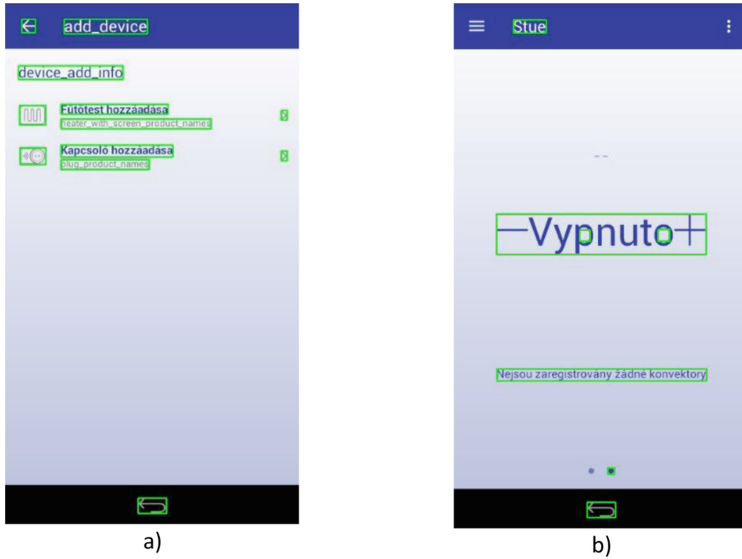 add_device
device_add_info
Fűtőtest hozzáadása
heater_with_screen_product_names
Kapcsoló hozzáadása
plug_product_names
a)
Stue
--
—Vypnuto+
Nejsou zaregistrovány žádné konvektory
b)